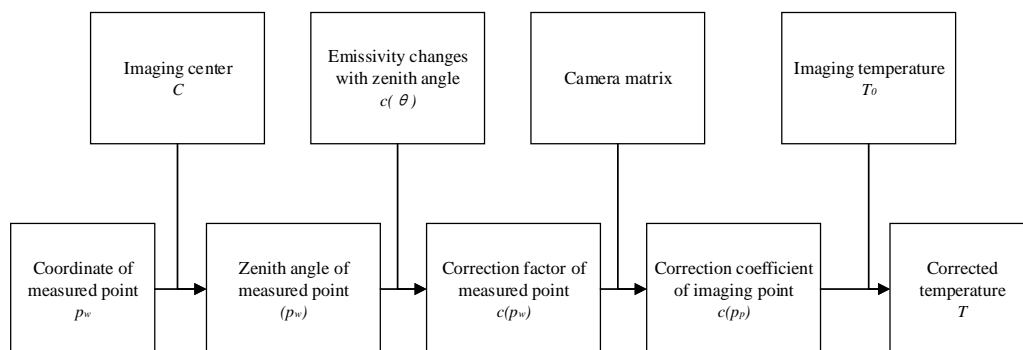 Imaging center
C
Emissivity changes
with zenith angle
c( θ )
Camera matrix
Imaging temperature
T0
Coordinate of
measured point
pw
Zenith angle of
measured point
(pw)
Correction factor of
measured point
c(pw)
Correction coefficient
of imaging point
c(pp)
Corrected
temperature
T